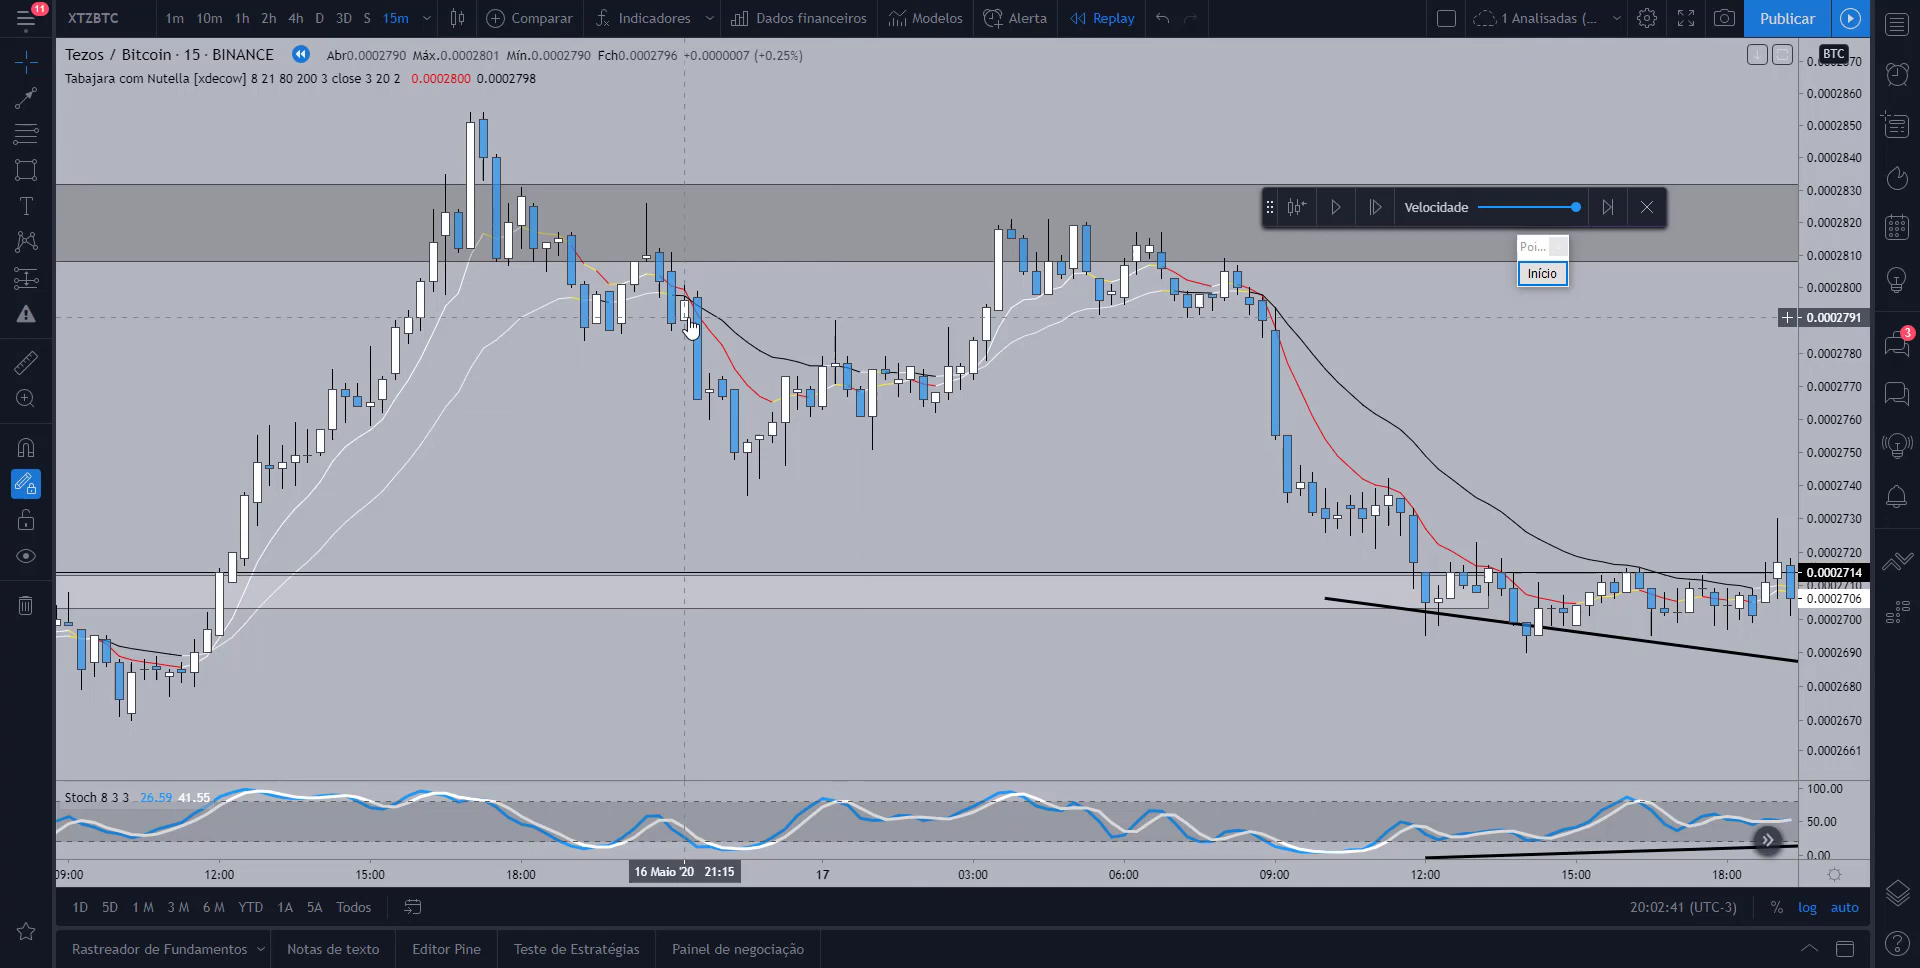 11
XTZBTC 1m 10m 1h 2h 4h D 3D S 15m Comparar Indicadores Dados financeiros Modelos Alerta Replay 1 Analisadas (... Publicar
Tezos / Bitcoin · 15 · BINANCE Abr0.0002790 Máx.0.0002801 Mín.0.0002790 Fch0.0002796 +0.0000007 (+0.25%)
Tabajara com Nutella [xdecow] 8 21 80 200 3 close 3 20 2 0.0002800 0.0002798
BTC
0.0002860
0.0002850
0.0002840
0.0002830
Velocidade
0.0002820
Poi...
0.0002810
Início
0.0002800
0.0002791
3
0.0002780
0.0002770
0.0002760
0.0002750
0.0002740
0.0002730
0.0002720
0.0002714
0.0002706
0.0002700
0.0002690
0.0002680
0.0002670
0.0002661
Stoch 8 3 3 26.59 41.55
100.00
50.00
0.00
09:00 12:00 15:00 18:00 16 Maio '20 21:15 17 03:00 06:00 09:00 12:00 15:00 18:00
1D 5D 1 M 3 M 6 M YTD 1A 5A Todos 20:02:41 (UTC-3) % log auto
Rastreador de Fundamentos Notas de texto Editor Pine Teste de Estratégias Painel de negociação